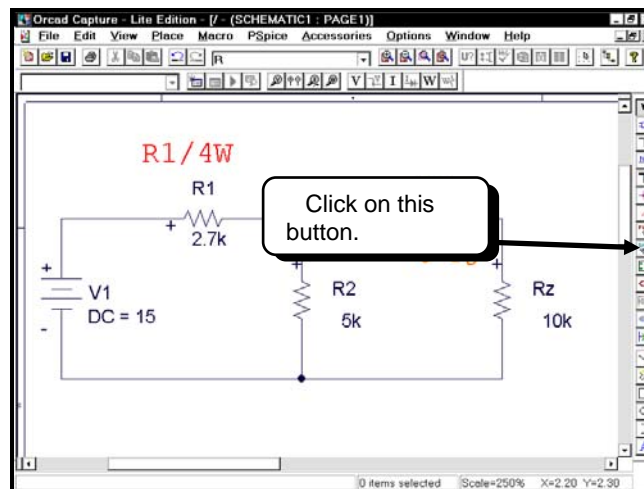 Orcad Capture - Lite Edition - [/ - (SCHEMATIC1 : PAGE1)]
File Edit View Place Macro PSpice Accessories Options Window Help
R
U?
V I W
R1/4W
R1
+
2.7k
Click on this
button.
+ + +
V1
DC = 15
-
R2
5k
Rz
10k
0 items selected Scale=250% X=2.20 Y=2.30